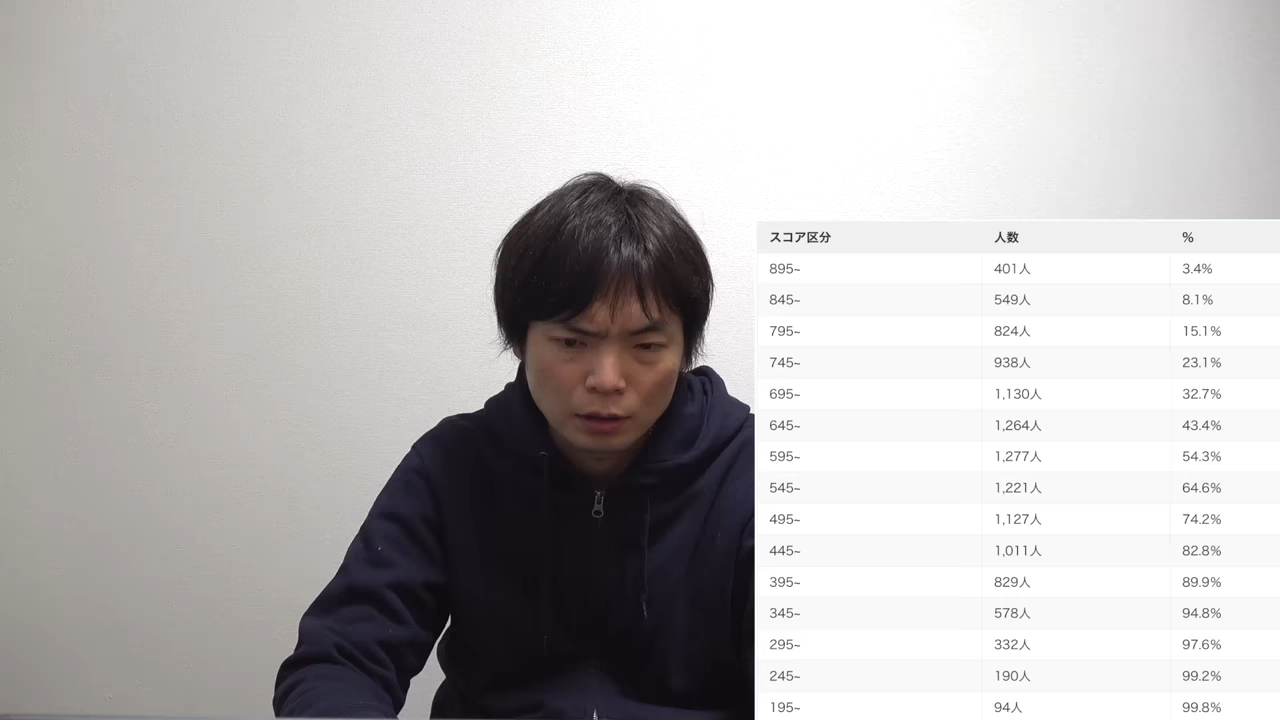 スコア区分 人数 %
895~ 401人 3.4%
845~ 549人 8.1%
795~ 824人 15.1%
745~ 938人 23.1%
695~ 1,130人 32.7%
645~ 1,264人 43.4%
595~ 1,277人 54.3%
545~ 1,221人 64.6%
495~ 1,127人 74.2%
445~ 1,011人 82.8%
395~ 829人 89.9%
345~ 578人 94.8%
295~ 332人 97.6%
245~ 190人 99.2%
195~ 94人 99.8%